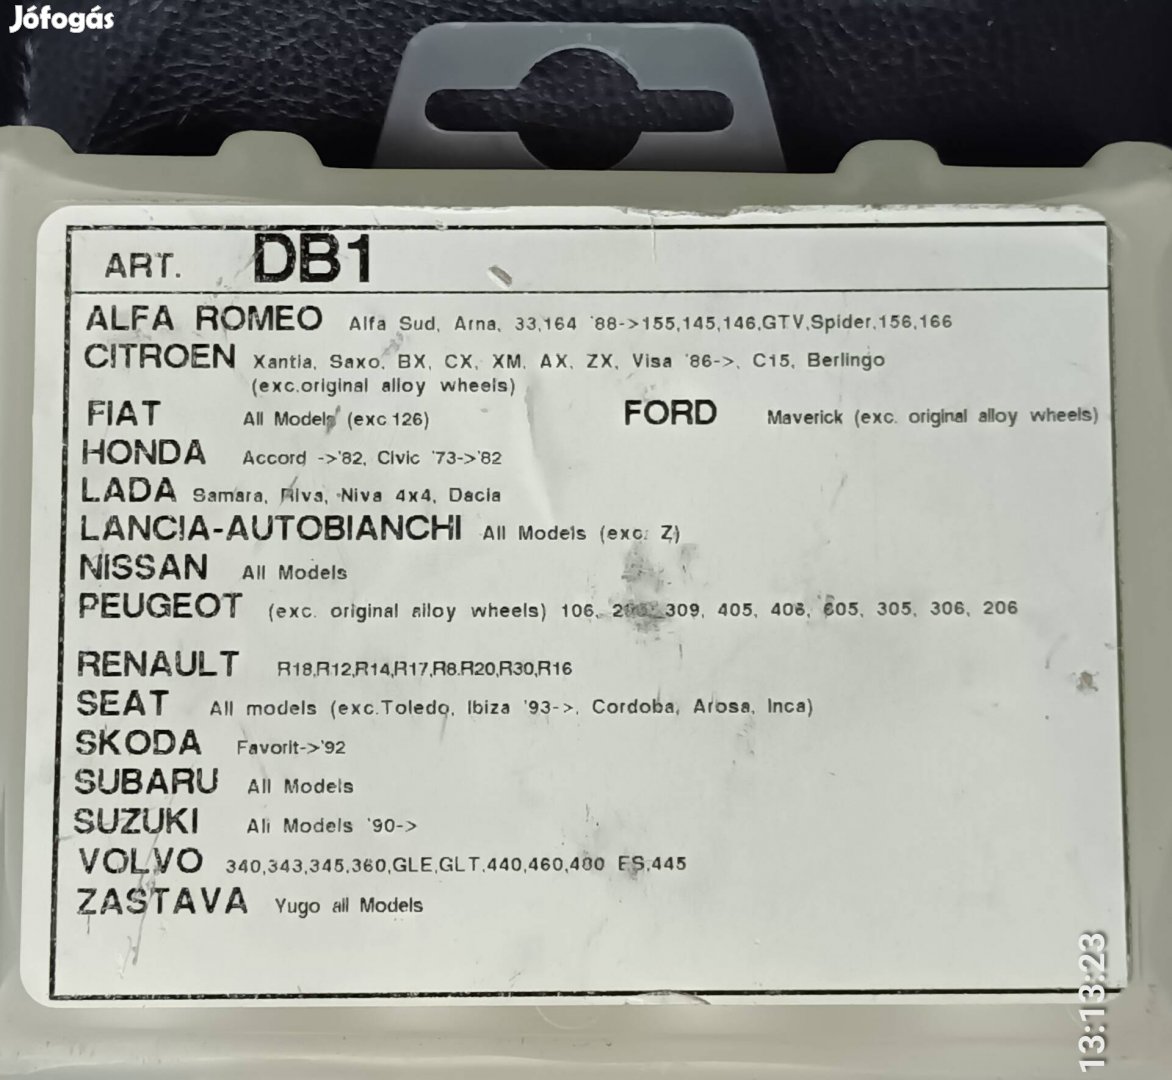 Jófogás
ART. DB1
ALFA ROMEO Alfa Sud, Arna, 33,164 '88->155,145,146,GTV,Spider,156,166
CITROEN Xantia, Saxo, BX, CX, XM, AX, ZX, Visa '86->, C15, Berlingo
(exc.original alloy wheels)
FIAT All Models (exc 126) FORD Maverick (exc. original alloy wheels)
HONDA Accord ->'82, Civic '73->'82
LADA Samara, Riva, Niva 4x4, Dacia
LANCIA-AUTOBIANCHI All Models (exc. Z)
NISSAN All Models
PEUGEOT (exc. original alloy wheels) 106, 309, 405, 406, 605, 305, 306, 206
RENAULT R18,R12,R14,R17,R8.R20,R30,R16
SEAT All models (exc.Toledo, Ibiza '93->, Cordoba, Arosa, Inca)
SKODA Favorit->'92
SUBARU All Models
SUZUKI All Models '90->
VOLVO 340,343,345,360,GLE,GLT,440,460,480 ES,445
ZASTAVA Yugo all Models
13:13:23